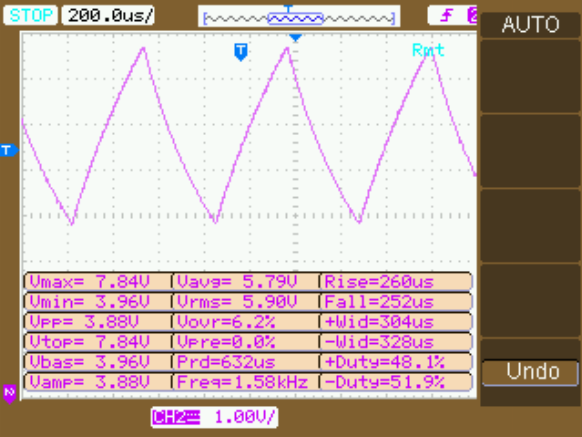 STOP 200.0us/
AUTO
T
T
Rmt
T
Vmax= 7.84V Vavg= 5.79V Rise=260us
Vmin= 3.96V Vrms= 5.90V Fall=252us
Vpp= 3.88V Vovr=6.2% +Wid=304us
Vtop= 7.84V Vpre=0.0% -Wid=328us
Vbas= 3.96V Prd=632us +Duty=48.1%
Vamp= 3.88V Freq=1.58kHz -Duty=51.9%
Undo
2
CH2 1.00V/